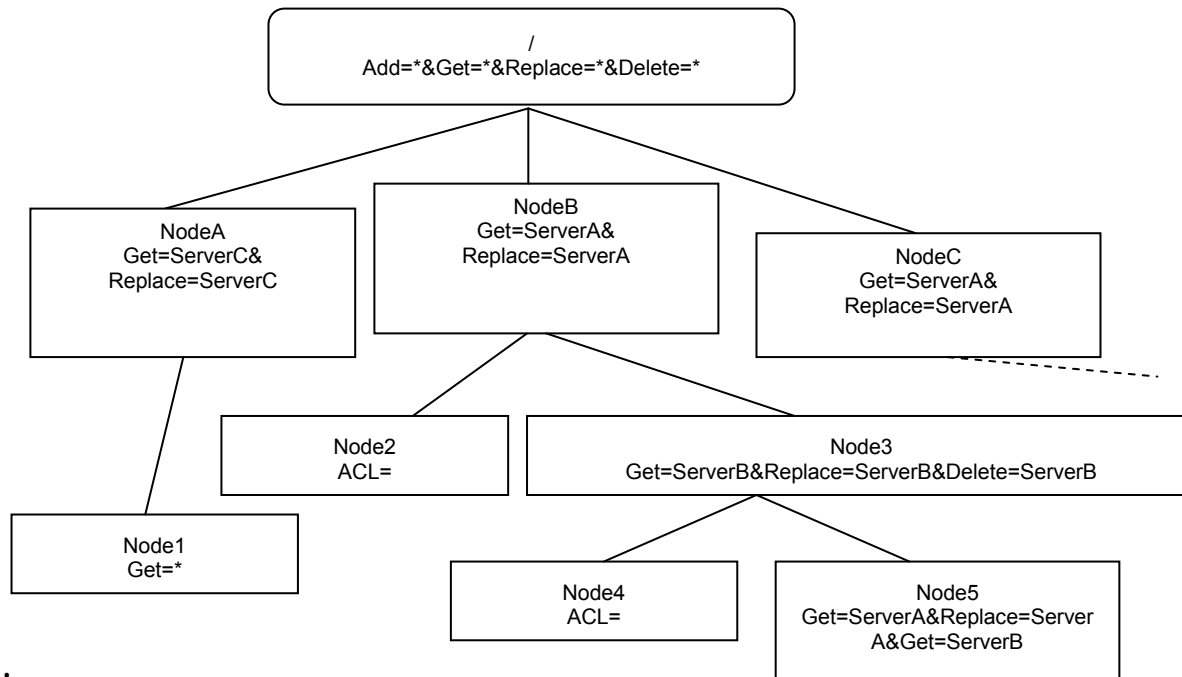 /
Add=*&Get=*&Replace=*&Delete=*
NodeA
Get=ServerC&
Replace=ServerC
NodeB
Get=ServerA&
Replace=ServerA
NodeC
Get=ServerA&
Replace=ServerA
Node2
ACL=
Node3
Get=ServerB&Replace=ServerB&Delete=ServerB
Node1
Get=*
Node4
ACL=
Node5
Get=ServerA&Replace=Server
A&Get=ServerB